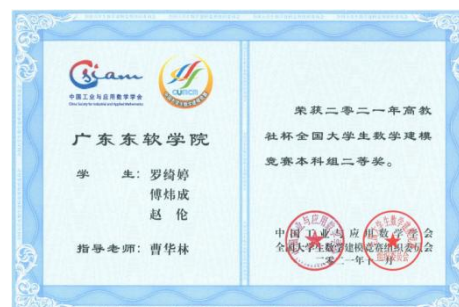 CSiam
中国工业与应用数学学会
China Society for Industrial and Applied Mathematics
CUMCM
广东东软学院
学 生：罗绮婷
傅炜成
赵 伦
指导老师：曹华林
荣获二零二一年高教
社杯全国大学生数学建模
竞赛本科组二等奖。
中国工业与应用数学学会
全国大学生数学建模竞赛组织委员会
二零二一年十一月